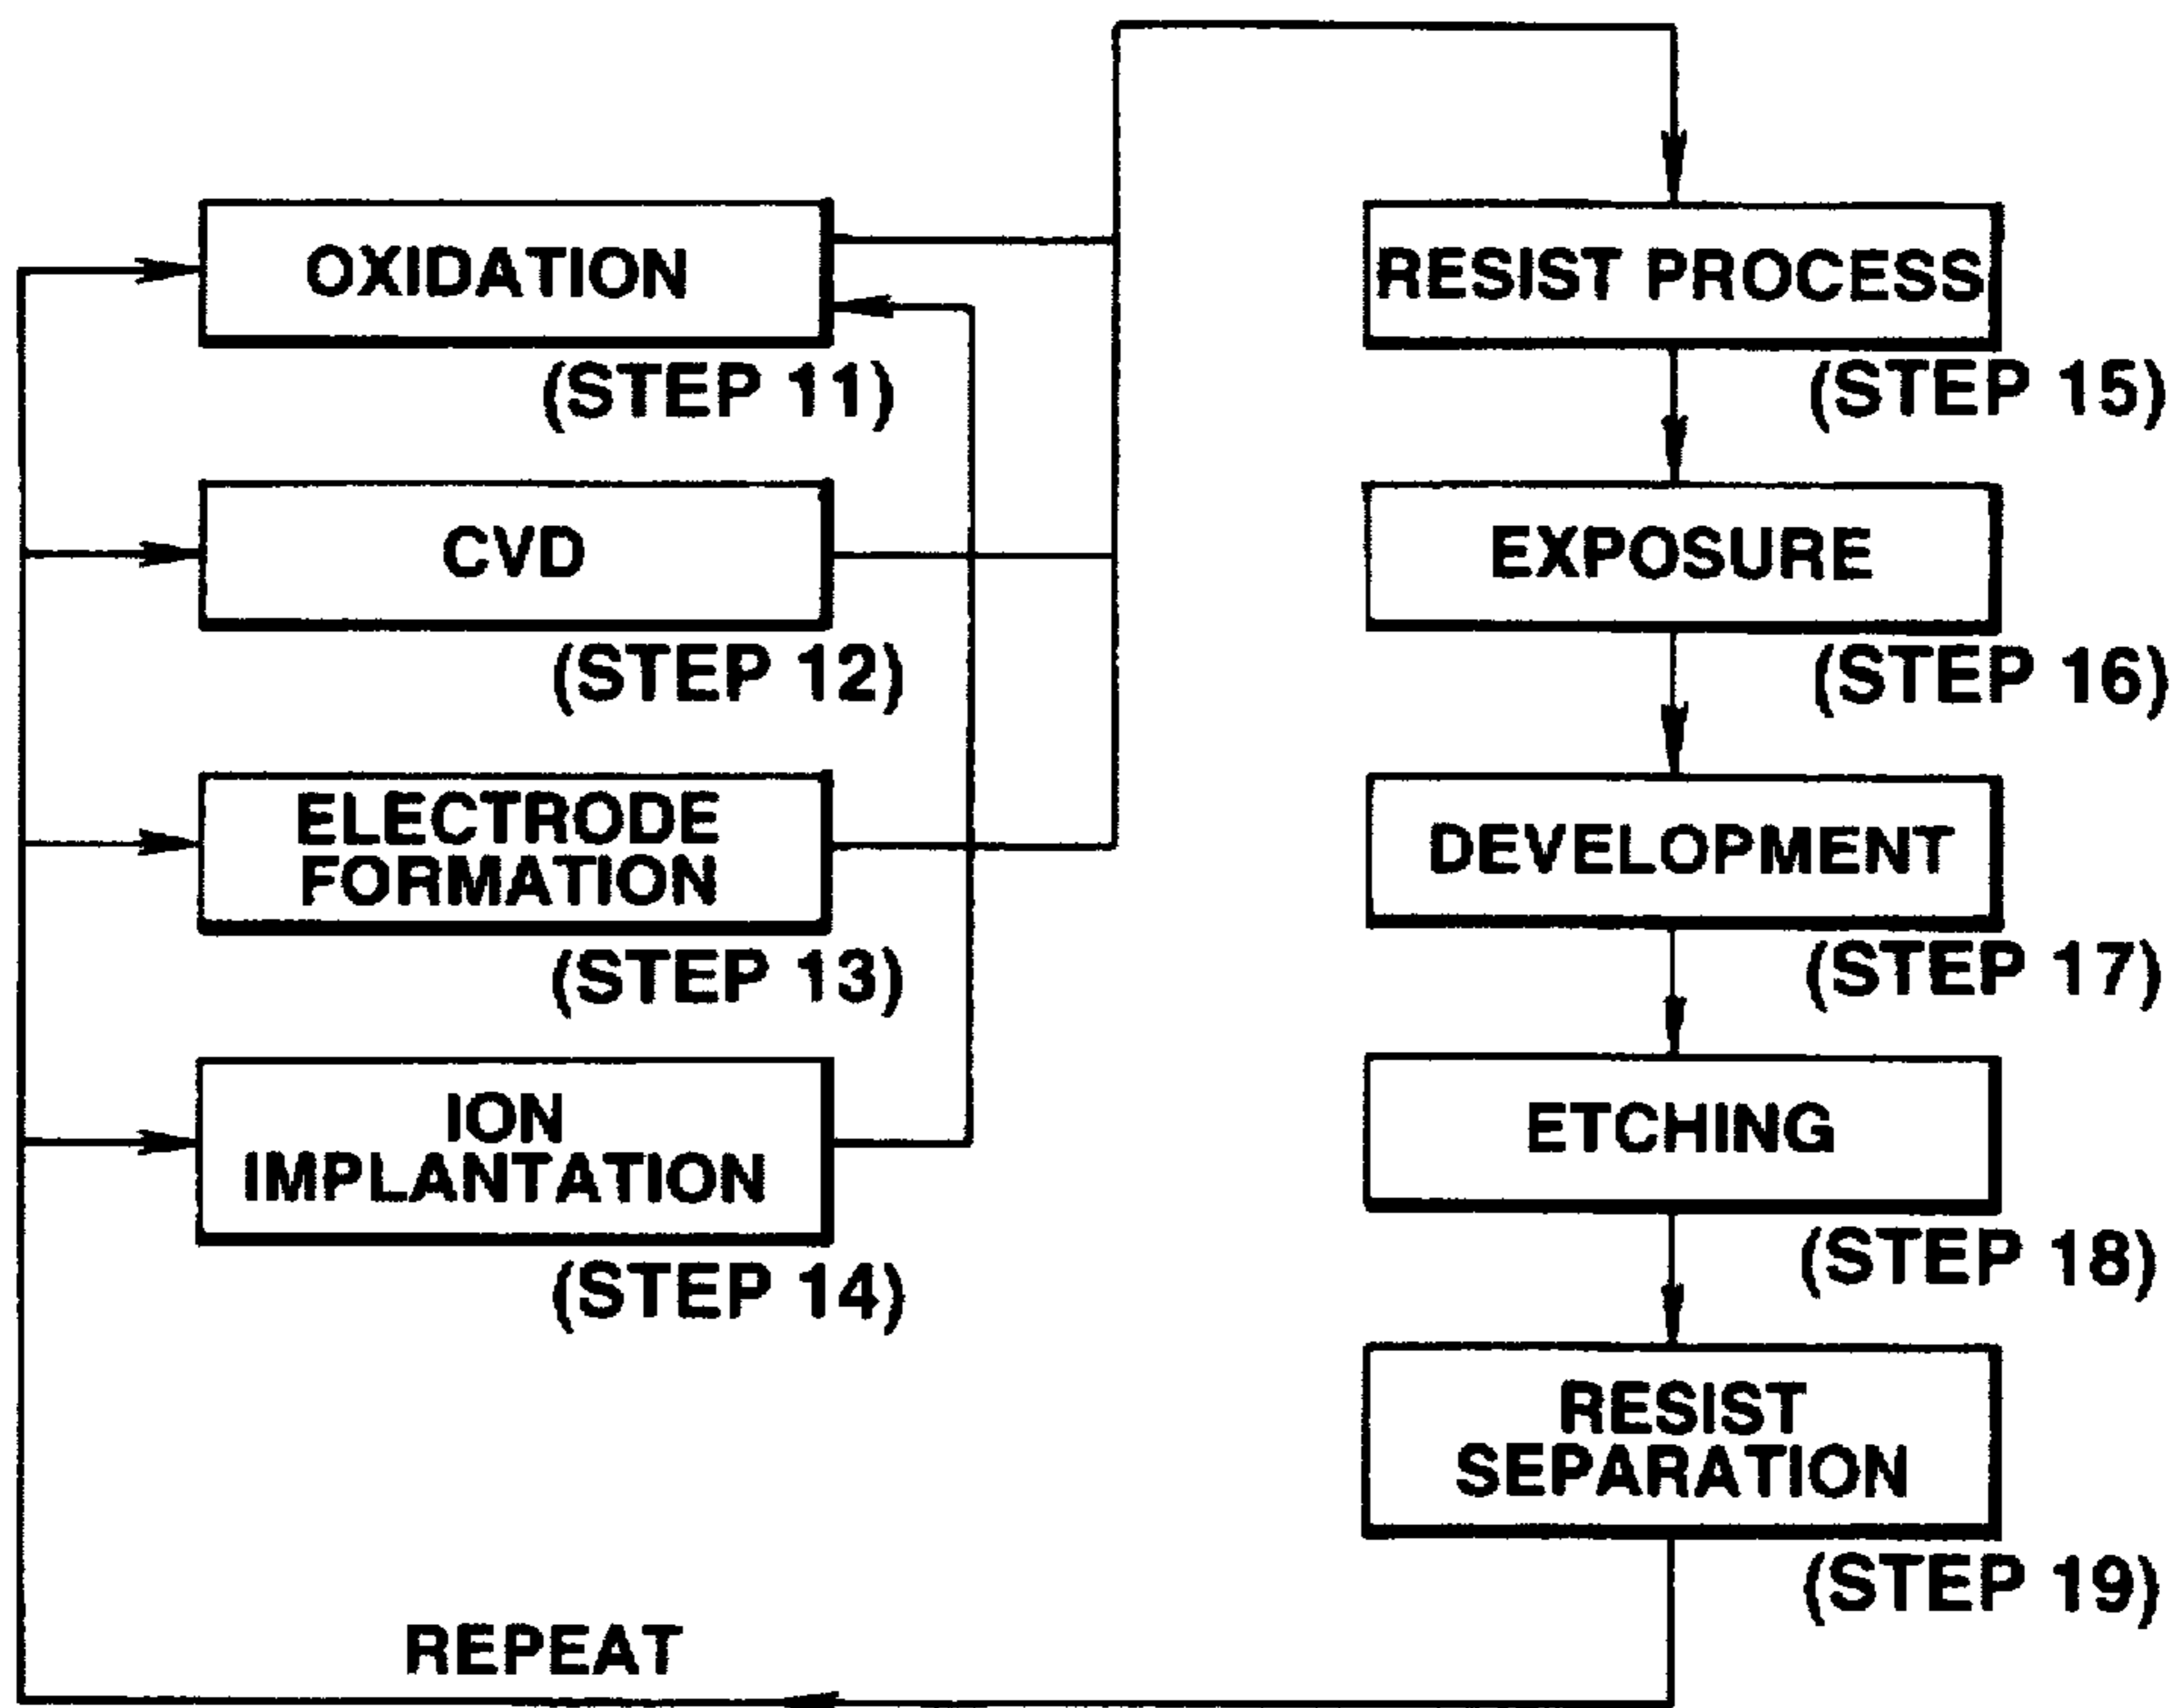 OXIDATION
(STEP 11)
CVD
(STEP 12)
ELECTRODE
FORMATION
(STEP 13)
ION
IMPLANTATION
(STEP 14)
RESIST PROCESS
(STEP 15)
EXPOSURE
(STEP 16)
DEVELOPMENT
(STEP 17)
ETCHING
(STEP 18)
RESIST
SEPARATION
(STEP 19)
REPEAT